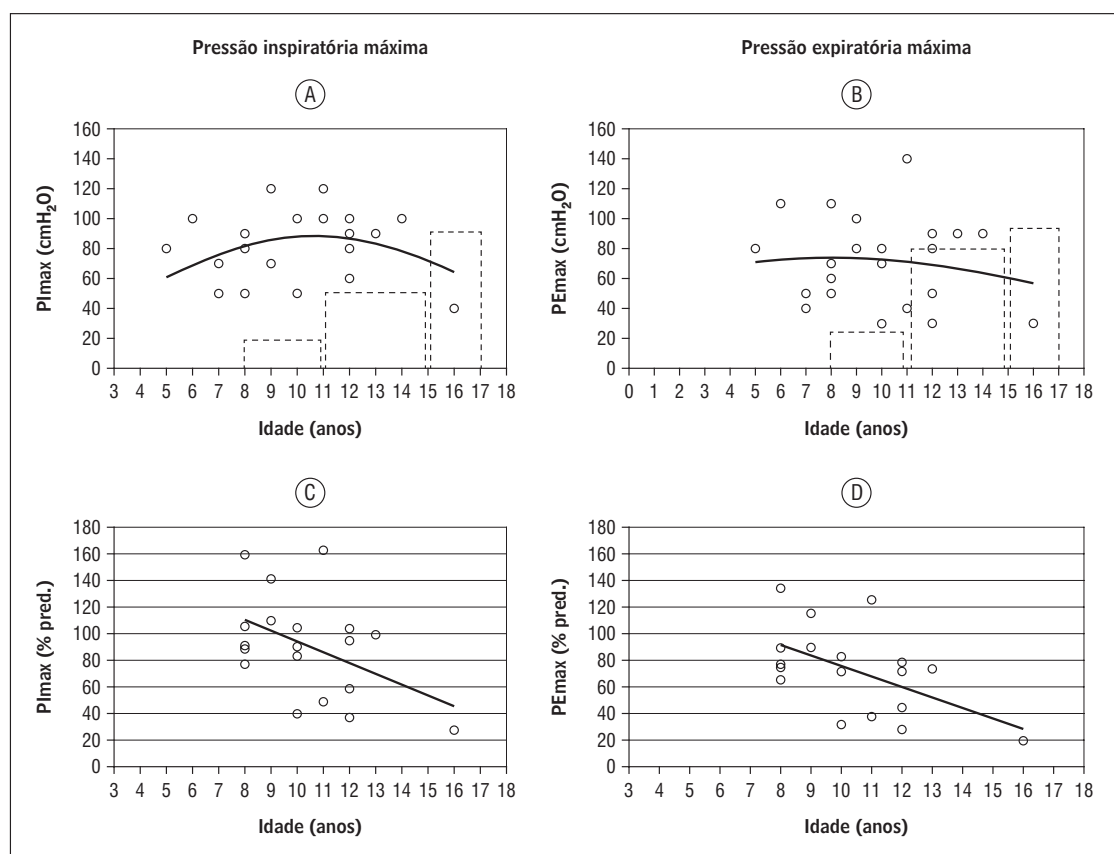 Pressão inspiratória máxima
Pressão expiratória máxima
A
B
PImax (cmH₂O)
160
140
120
100
80
60
40
20
0
3 4 5 6 7 8 9 10 11 12 13 14 15 16 17 18
Idade (anos)
PEmax (cmH₂O)
160
140
120
100
80
60
40
20
0
0 1 2 5 6 7 8 9 10 11 12 13 14 15 16 17 18
Idade (anos)
C
D
PImax (% pred.)
180
160
140
120
100
80
60
40
20
0
3 4 5 6 7 8 9 10 11 12 13 14 15 16 17 18
Idade (anos)
PEmax (% pred.)
180
160
140
120
100
80
60
40
20
0
3 4 5 6 7 8 9 10 11 12 13 14 15 16 17 18
Idade (anos)